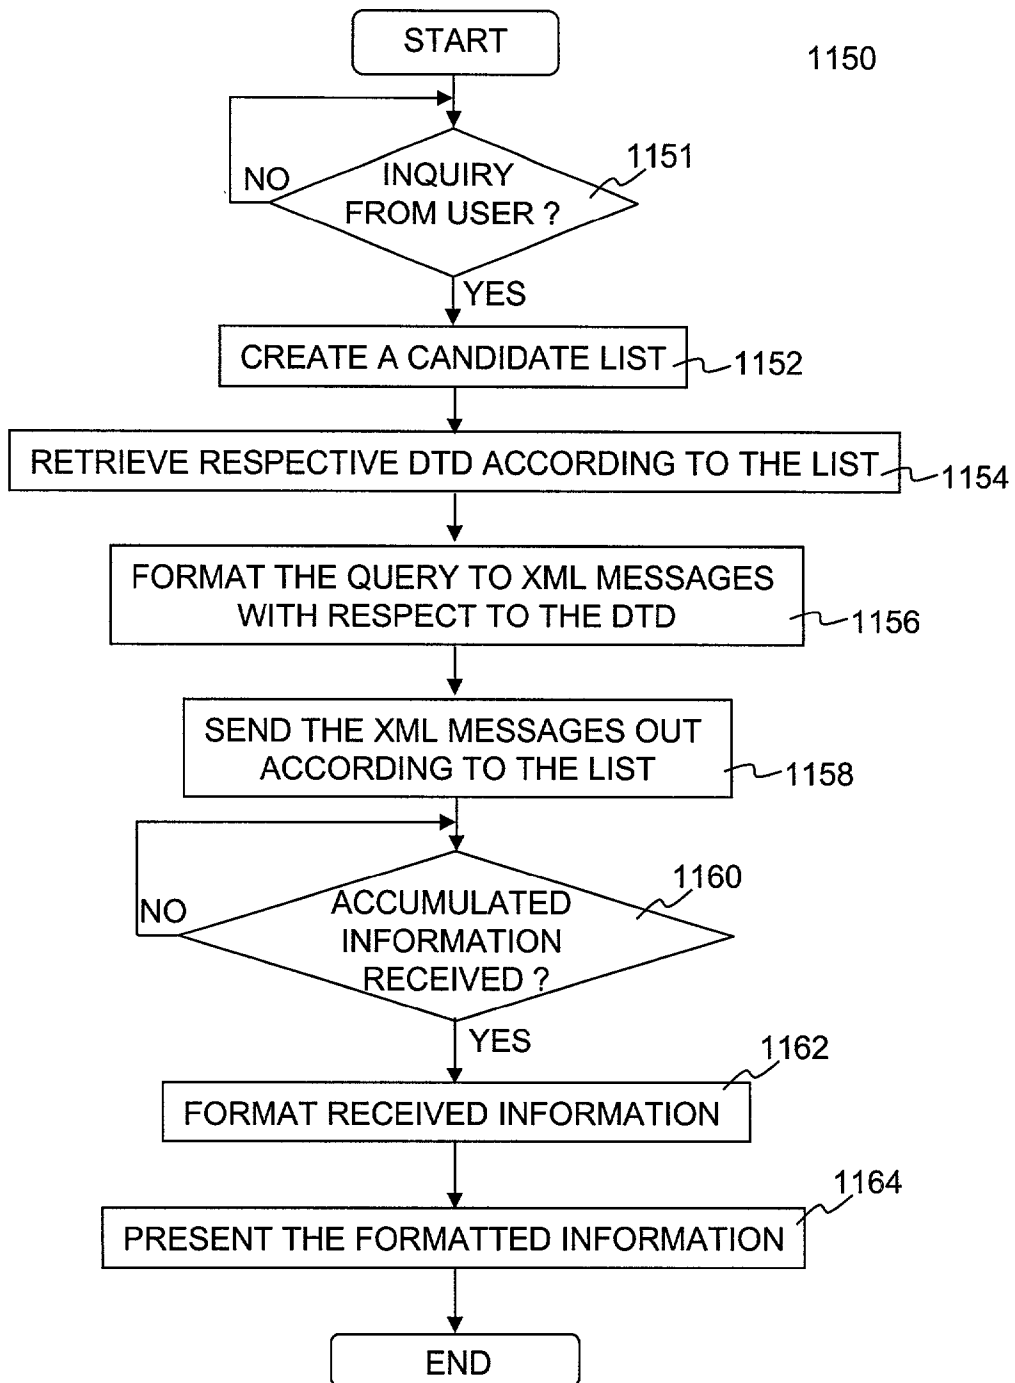 START
1150
INQUIRY
FROM USER ?
1151
NO
YES
CREATE A CANDIDATE LIST
1152
RETRIEVE RESPECTIVE DTD ACCORDING TO THE LIST
1154
FORMAT THE QUERY TO XML MESSAGES
WITH RESPECT TO THE DTD
1156
SEND THE XML MESSAGES OUT
ACCORDING TO THE LIST
1158
ACCUMULATED
INFORMATION
RECEIVED ?
1160
NO
YES
1162
FORMAT RECEIVED INFORMATION
1164
PRESENT THE FORMATTED INFORMATION
END